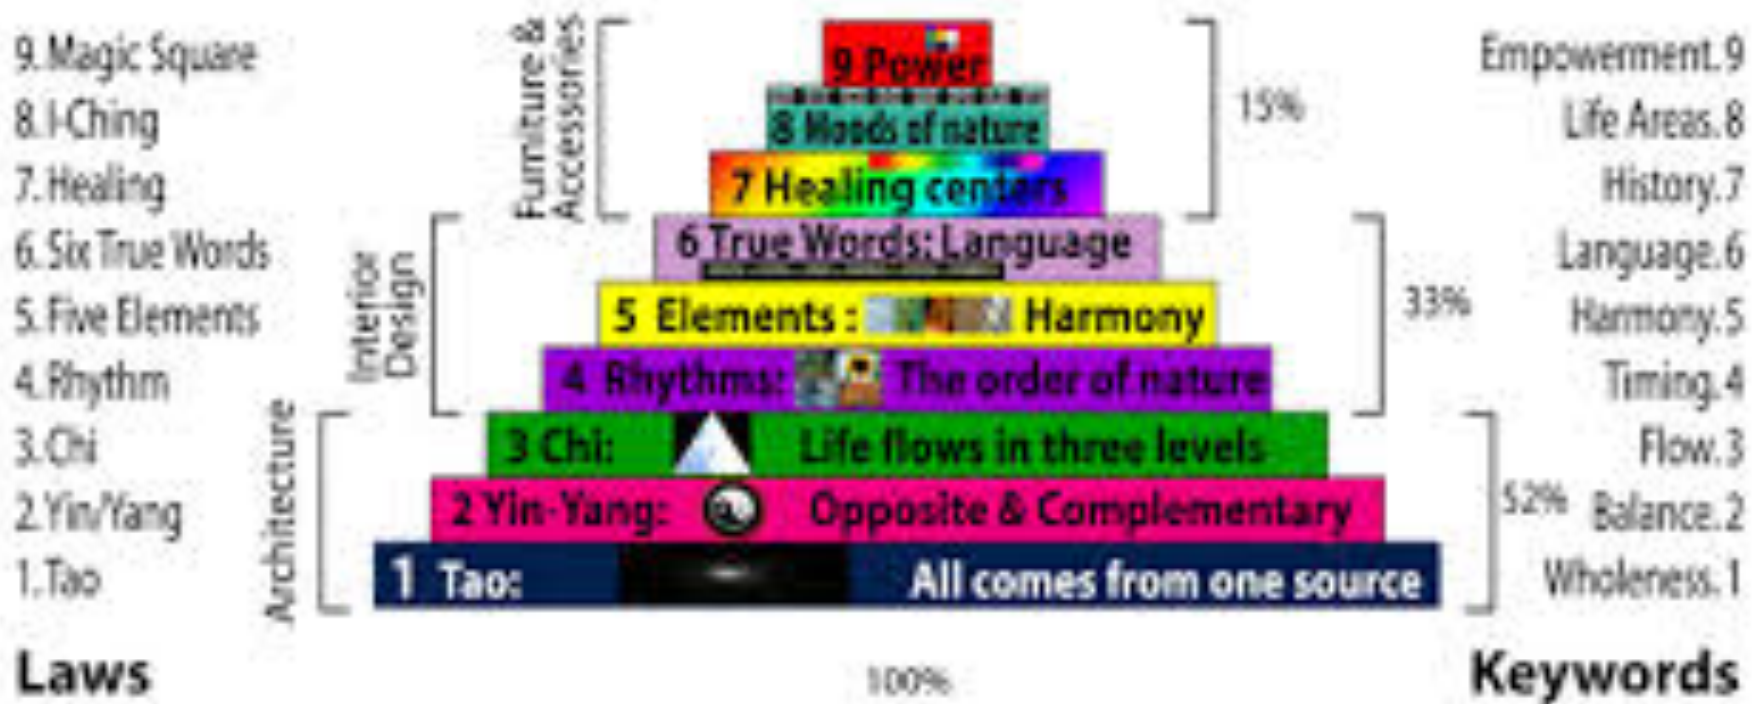 9. Magic Square
8. I-Ching
7. Healing
6. Six True Words
5. Five Elements
4. Rhythm
3. Chi
2. Yin/Yang
1. Tao
Laws
Furniture &
Accessories
Interior
Design
Architecture
9 Power
8 Moods of nature
7 Healing centers
6 True Words: Language
5 Elements : Harmony
4 Rhythms: The order of nature
3 Chi: Life flows in three levels
2 Yin-Yang: Opposite & Complementary
1 Tao: All comes from one source
100%
15%
33%
52%
Empowerment. 9
Life Areas. 8
History. 7
Language. 6
Harmony. 5
Timing. 4
Flow. 3
Balance. 2
Wholeness. 1
Keywords